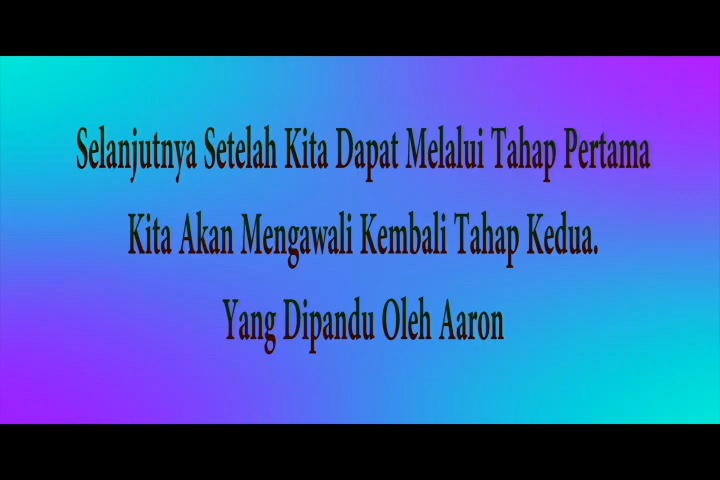 Selanjutnya Setelah Kita Dapat Melalui Tahap Pertama
Kita Akan Mengawali Kembali Tahap Kedua.
Yang Dipandu Oleh Aaron